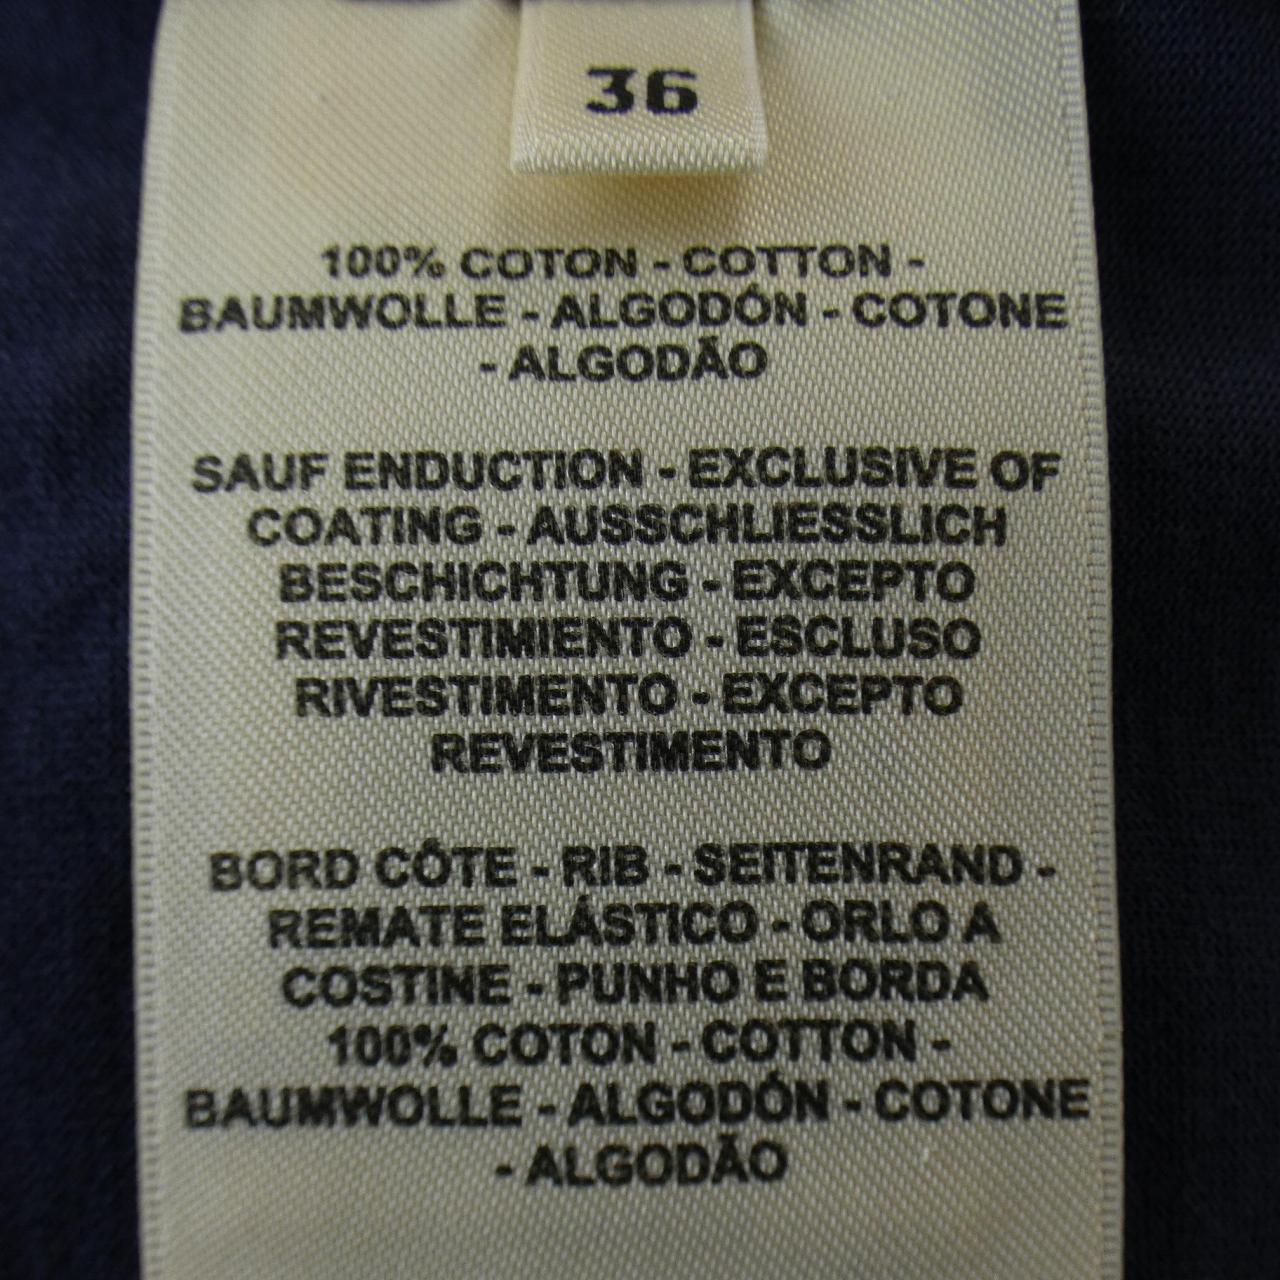 36
100% COTON - COTTON -
BAUMWOLLE - ALGODÓN - COTONE
- ALGODÃO
SAUF ENDUCTION - EXCLUSIVE OF
COATING - AUSSCHLIESSLICH
BESCHICHTUNG - EXCEPTO
REVESTIMIENTO - ESCLUSO
RIVESTIMENTO - EXCEPTO
REVESTIMENTO
BORD CÔTE - RIB - SEITENRAND -
REMATE ELÁSTICO - ORLO A
COSTINE - PUNHO E BORDA
100% COTON - COTTON -
BAUMWOLLE - ALGODÓN - COTONE
- ALGODÃO